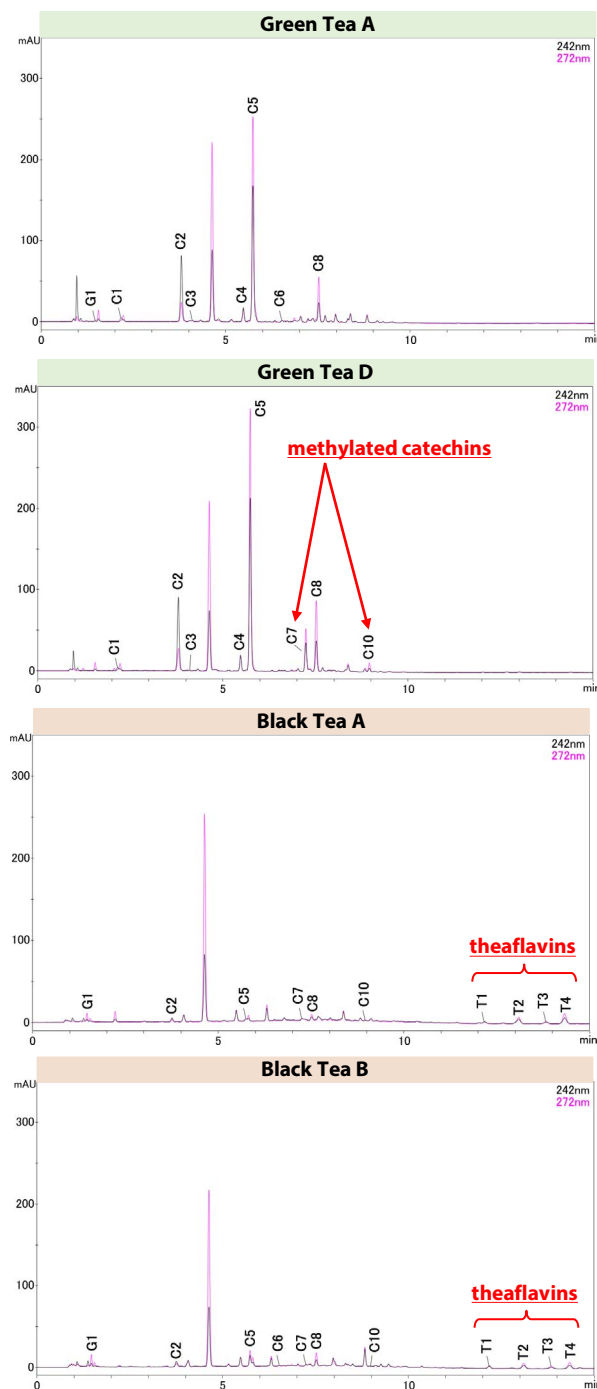 Green Tea A
mAU
242nm
272nm
300
200
100
0
G1
C1
C2
C3
C4
C5
C6
C8
0
5
10
min
Green Tea D
mAU
242nm
272nm
300
200
100
0
methylated catechins
C1
C2
C3
C4
C5
C7
C8
C10
0
5
10
min
Black Tea A
mAU
242nm
272nm
300
200
100
0
theaflavins
G1
C2
C5
C7
C8
C10
T1
T2
T3
T4
0
5
10
min
Black Tea B
mAU
242nm
272nm
300
200
100
0
theaflavins
G1
C2
C5
C6
C7
C8
C10
T1
T2
T3
T4
0
5
10
min